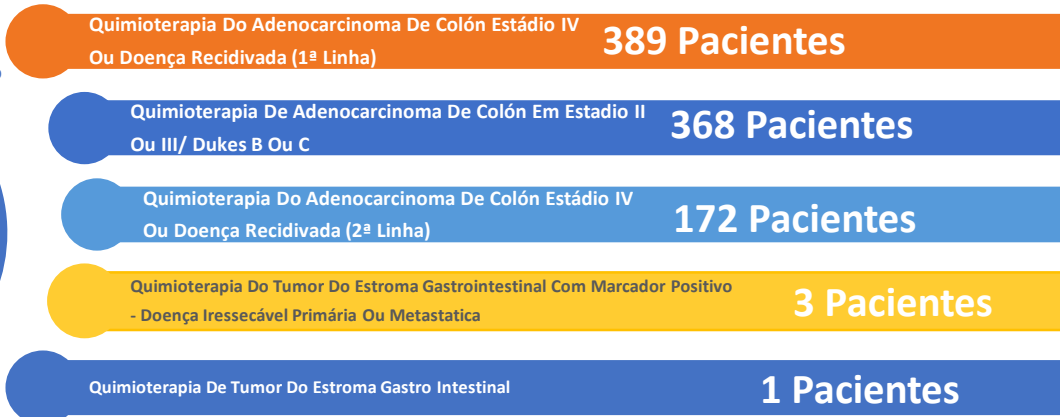 Quimioterapia Do Adenocarcinoma De Colón Estádio IV
Ou Doença Recidivada (1ª Linha)
389 Pacientes
Quimioterapia De Adenocarcinoma De Colón Em Estadio II
Ou III/ Dukes B Ou C
368 Pacientes
Quimioterapia Do Adenocarcinoma De Colón Estádio IV
Ou Doença Recidivada (2ª Linha)
172 Pacientes
Quimioterapia Do Tumor Do Estroma Gastrointestinal Com Marcador Positivo
- Doença Iressecável Primária Ou Metastatica
3 Pacientes
Quimioterapia De Tumor Do Estroma Gastro Intestinal
1 Pacientes